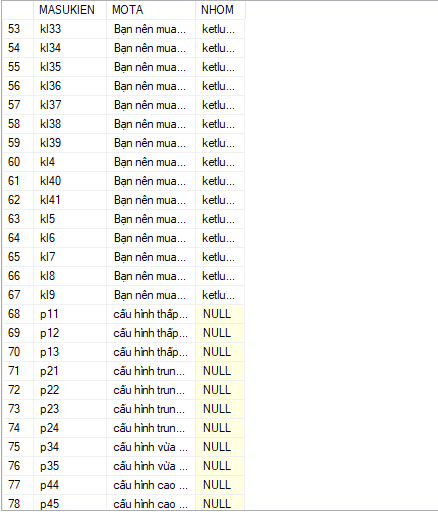 MASUKIEN MOTA NHOM
53 kl33 Bạn nên mua... ketlu...
54 kl34 Bạn nên mua... ketlu...
55 kl35 Bạn nên mua... ketlu...
56 kl36 Bạn nên mua... ketlu...
57 kl37 Bạn nên mua... ketlu...
58 kl38 Bạn nên mua... ketlu...
59 kl39 Bạn nên mua... ketlu...
60 kl4 Bạn nên mua... ketlu...
61 kl40 Bạn nên mua... ketlu...
62 kl41 Bạn nên mua... ketlu...
63 kl5 Bạn nên mua... ketlu...
64 kl6 Bạn nên mua... ketlu...
65 kl7 Bạn nên mua... ketlu...
66 kl8 Bạn nên mua... ketlu...
67 kl9 Bạn nên mua... ketlu...
68 p11 cấu hình thấp... NULL
69 p12 cấu hình thấp... NULL
70 p13 cấu hình thấp... NULL
71 p21 cấu hình trun... NULL
72 p22 cấu hình trun... NULL
73 p23 cấu hình trun... NULL
74 p24 cấu hình trun... NULL
75 p34 cấu hình vừa ... NULL
76 p35 cấu hình vừa ... NULL
77 p44 cấu hình cao ... NULL
78 p45 cấu hình cao ... NULL